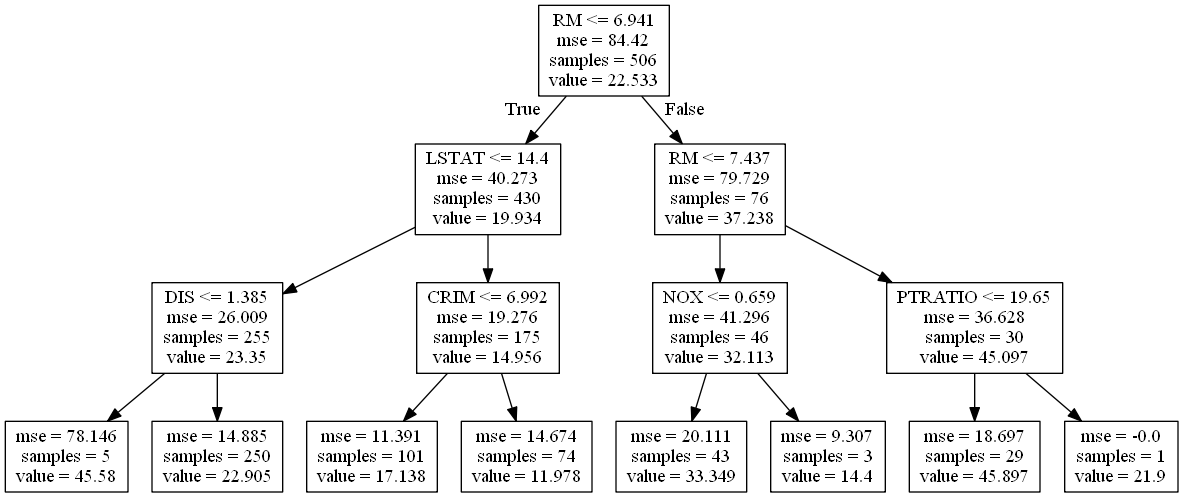 RM <= 6.941
mse = 84.42
samples = 506
value = 22.533
True
False
LSTAT <= 14.4
mse = 40.273
samples = 430
value = 19.934
RM <= 7.437
mse = 79.729
samples = 76
value = 37.238
DIS <= 1.385
mse = 26.009
samples = 255
value = 23.35
CRIM <= 6.992
mse = 19.276
samples = 175
value = 14.956
NOX <= 0.659
mse = 41.296
samples = 46
value = 32.113
PTRATIO <= 19.65
mse = 36.628
samples = 30
value = 45.097
mse = 78.146
samples = 5
value = 45.58
mse = 14.885
samples = 250
value = 22.905
mse = 11.391
samples = 101
value = 17.138
mse = 14.674
samples = 74
value = 11.978
mse = 20.111
samples = 43
value = 33.349
mse = 9.307
samples = 3
value = 14.4
mse = 18.697
samples = 29
value = 45.897
mse = -0.0
samples = 1
value = 21.9